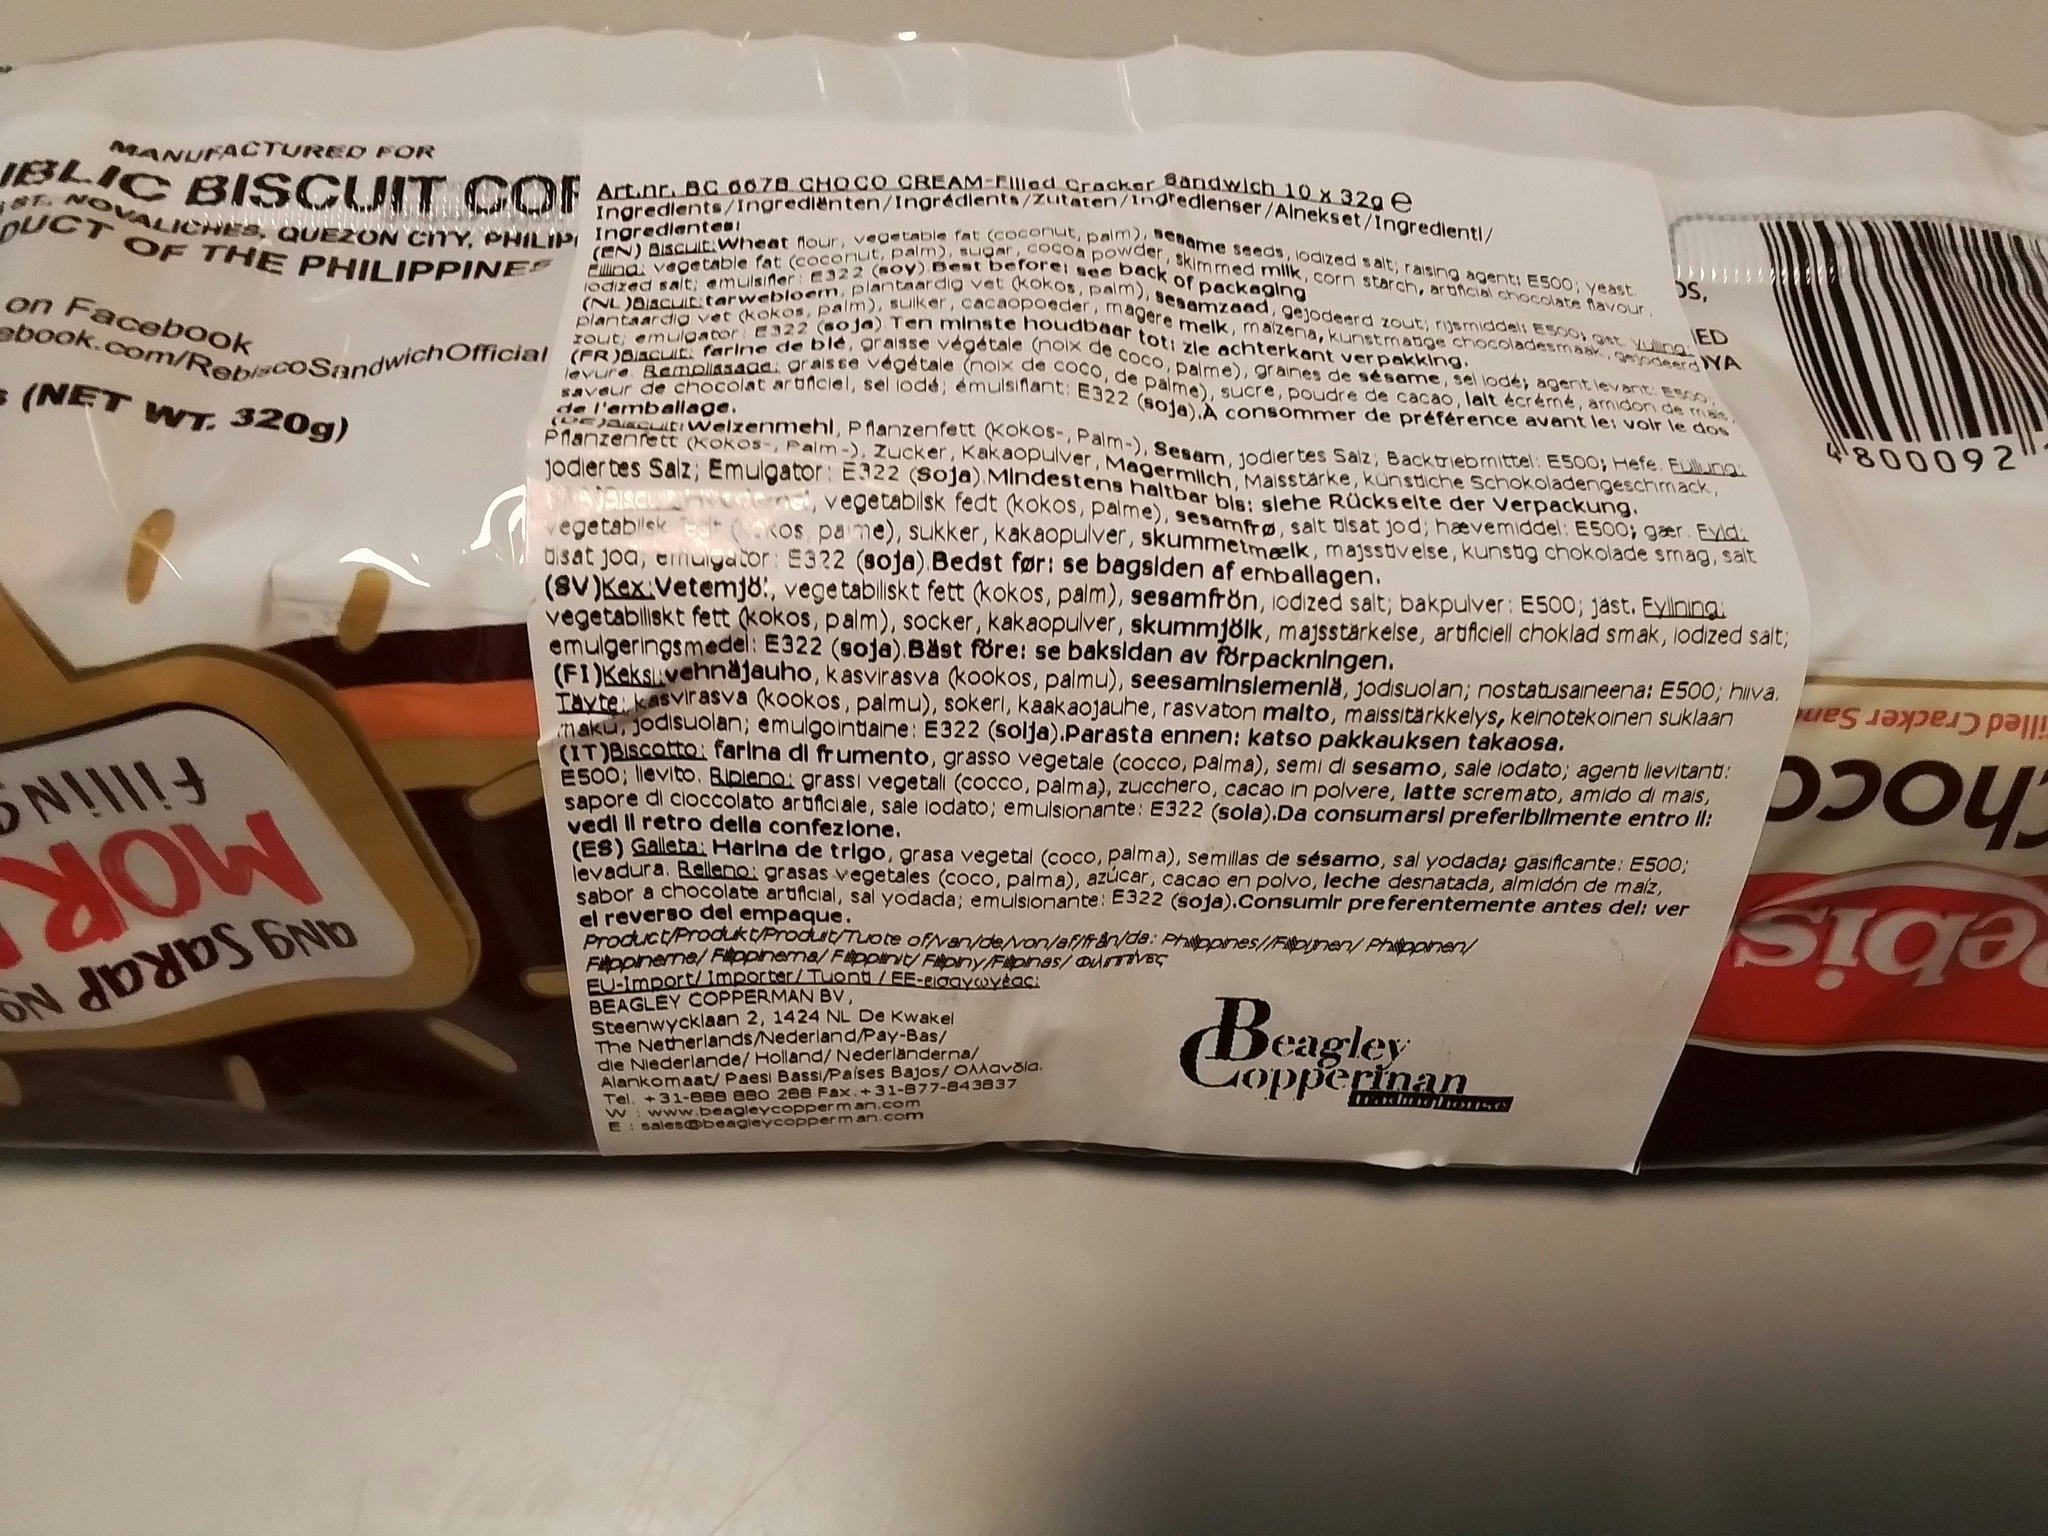 MANUFACTURED FOR
BISCUIT
ST. NOVALICHES, QUEZON CITY,
OF THE PHILIPPINES
on Facebook
ebook.com/RebiscoSandwichOfficial
(NET WT. 320g)
Art.nr. BC 6678 CHOCO CREAM-Filled Cracker Sandwich 10 x 32g e
Ingredients/Ingrediënten/Ingrédients/Zutaten/Ingredienser/Ainekset/Ingredienti/
Ingredientes:
(EN) Biscuit: Wheat flour, vegetable fat (coconut, palm), sesame seeds, iodized salt; raising agent: E500; yeast.
Filling: vegetable fat (coconut, palm), sugar, cocoa powder, skimmed milk, corn starch, artificial chocolate flavour,
iodized salt; emulsifier: E322 (soy).Best before: see back of packaging
(NL)Biscuit:tarwebloem, plantaardig vet (kokos, palm), sesamzaad, gejodeerd zout; rijsmiddel: E500; gist. Vulling:
plantaardig vet (kokos, palm), suiker, cacaopoeder, magere melk, maizena, kunstmatige chocoladesmaak, gejodeerd
zout; emulgator: E322 (soja).Ten minste houdbaar tot: zie achterkant verpakking.
(FR)Biscuit: farine de blé, graisse végétale (noix de coco, palme), graines de sésame, sel iodé; agent levant: E500;
levure. Remplissage: graisse végétale (noix de coco, de palme), sucre, poudre de cacao, lait écrémé, amidon de maïs,
saveur de chocolat artificiel, sel iodé; émulsifiant: E322 (soja).À consommer de préférence avant le: voir le dos
de l'emballage.
(DE)Biscuit:Weizenmehl, Pflanzenfett (Kokos-, Palm-), Sesam, jodiertes Salz; Backtriebmittel: E500; Hefe. Füllung:
Pflanzenfett (Kokos-, Palm-), Zucker, Kakaopulver, Magermilch, Maisstärke, künstliche Schokoladengeschmack,
jodiertes Salz; Emulgator: E322 (Soja).Mindestens haltbar bis: siehe Rückseite der Verpackung.
vegetabilsk fedt (kokos, palme), sesamfrø, salt tilsat jod; hævemiddel: E500; gær. Fyld:
vegetabilsk fedt (kokos, palme), sukker, kakaopulver, skummetmælk, majsstivelse, kunstig chokolade smag, salt
tilsat jod; emulgator: E322 (soja).Bedst før: se bagsiden af emballagen.
(SV)Kex:Vetemjöl, vegetabiliskt fett (kokos, palm), sesamfrön, iodized salt; bakpulver: E500; jäst. Fyllning:
vegetabiliskt fett (kokos, palm), socker, kakaopulver, skummjölk, majsstärkelse, artificiell choklad smak, iodized salt;
emulgeringsmedel: E322 (soja).Bäst före: se baksidan av förpackningen.
(FI)Keksi:vehnäjauho, kasvirasva (kookos, palmu), seesaminsiemeniä, jodisuolan; nostatusaineena: E500; hiiva.
Täyte: kasvirasva (kookos, palmu), sokeri, kaakaojauhe, rasvaton malto, maissitärkkelys, keinotekoinen suklaan
maku, jodisuolan; emulgointiaine: E322 (soija).Parasta ennen: katso pakkauksen takaosa.
(IT)Biscotto: farina di frumento, grasso vegetale (cocco, palma), semi di sesamo, sale iodato; agenti lievitanti:
E500; lievito. Ripieno: grassi vegetali (cocco, palma), zucchero, cacao in polvere, latte scremato, amido di mais,
sapore di cioccolato artificiale, sale iodato; emulsionante: E322 (soia).Da consumarsi preferibilmente entro il:
vedi il retro della confezione.
(ES) Galleta: Harina de trigo, grasa vegetal (coco, palma), semillas de sésamo, sal yodada; gasificante: E500;
levadura. Relleno: grasas vegetales (coco, palma), azúcar, cacao en polvo, leche desnatada, almidón de maíz,
sabor a chocolate artificial, sal yodada; emulsionante: E322 (soja).Consumir preferentemente antes del: ver
el reverso del empaque.
Product/Produkt/Produit/Tuote of/van/de/von/af/från/da: Philippines//Filipijnen/ Philippinen/
Filippinerne/ Filippinerna/ Filippiinit/ Filipiny/Filipinas/ Φιλιππίνες
EU-Import/ Importer/ Tuonti / ΕΕ-εισαγωγέας:
BEAGLEY COPPERMAN BV,
Steenwycklaan 2, 1424 NL De Kwakel
The Netherlands/Nederland/Pay-Bas/
die Niederlande/ Holland/ Nederländerna/
Alankomaat/ Paesi Bassi/Países Bajos/ Ολλανδία.
Tel. +31-888 880 288 Fax.+31-877-843837
W : www.beagleycopperman.com
E : sales@beagleycopperman.com
Beagley
Copperman
tradinghouse
4 800092
filled Cracker
Choco
ang SaRaP Ng
MOR
FilliNg